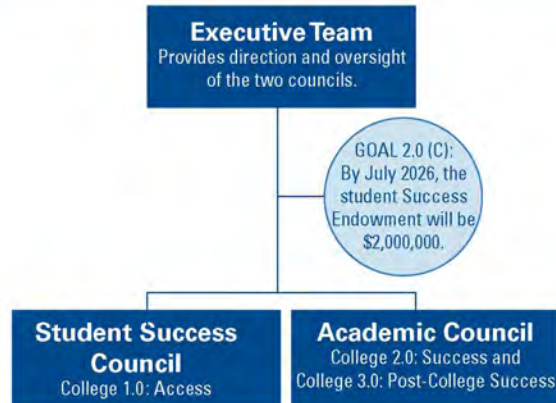 Executive Team
Provides direction and oversight
of the two councils.
GOAL 2.0 (C):
By July 2026, the
student Success
Endowment will be
$2,000,000.
Student Success
Council
College 1.0: Access
Academic Council
College 2.0: Success and
College 3.0: Post-College Success